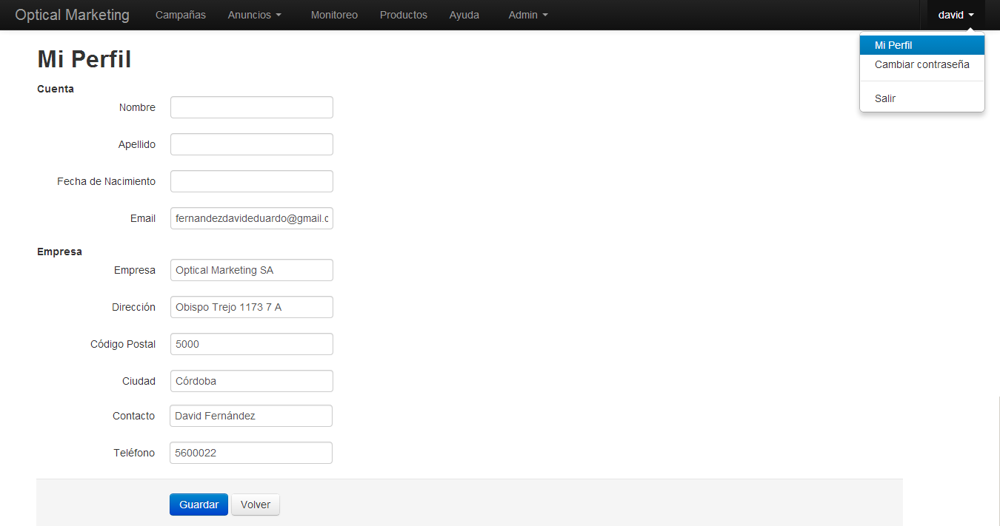 Optical Marketing Campañas Anuncios Monitoreo Productos Ayuda Admin david
Mi Perfil
Cambiar contraseña
Salir
Mi Perfil
Cuenta
Nombre
Apellido
Fecha de Nacimiento
Email fernandezdavideduardo@gmail.c
Empresa
Empresa Optical Marketing SA
Dirección Obispo Trejo 1173 7 A
Código Postal 5000
Ciudad Córdoba
Contacto David Fernández
Teléfono 5600022
Guardar Volver